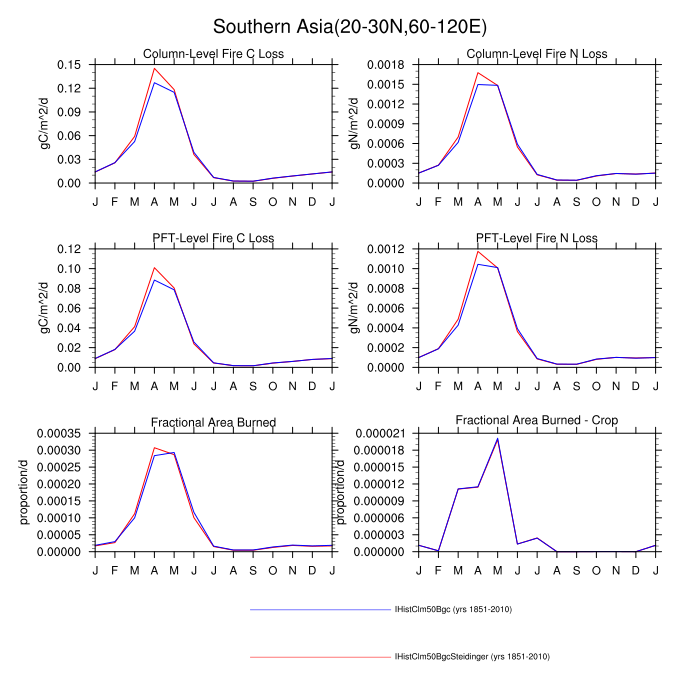 Southern Asia(20-30N,60-120E)
Column-Level Fire C Loss
gC/m^2/d
0.15
0.12
0.09
0.06
0.03
0.00
J F M A M J J A S O N D J
Column-Level Fire N Loss
gN/m^2/d
0.0018
0.0015
0.0012
0.0009
0.0006
0.0003
0.0000
J F M A M J J A S O N D J
PFT-Level Fire C Loss
gC/m^2/d
0.12
0.10
0.08
0.06
0.04
0.02
0.00
J F M A M J J A S O N D J
PFT-Level Fire N Loss
gN/m^2/d
0.0012
0.0010
0.0008
0.0006
0.0004
0.0002
0.0000
J F M A M J J A S O N D J
Fractional Area Burned
proportion/d
0.00035
0.00030
0.00025
0.00020
0.00015
0.00010
0.00005
0.00000
J F M A M J J A S O N D J
Fractional Area Burned - Crop
proportion/d
0.000021
0.000018
0.000015
0.000012
0.000009
0.000006
0.000003
0.000000
J F M A M J J A S O N D J
IHistClm50Bgc (yrs 1851-2010)
IHistClm50BgcSteidinger (yrs 1851-2010)